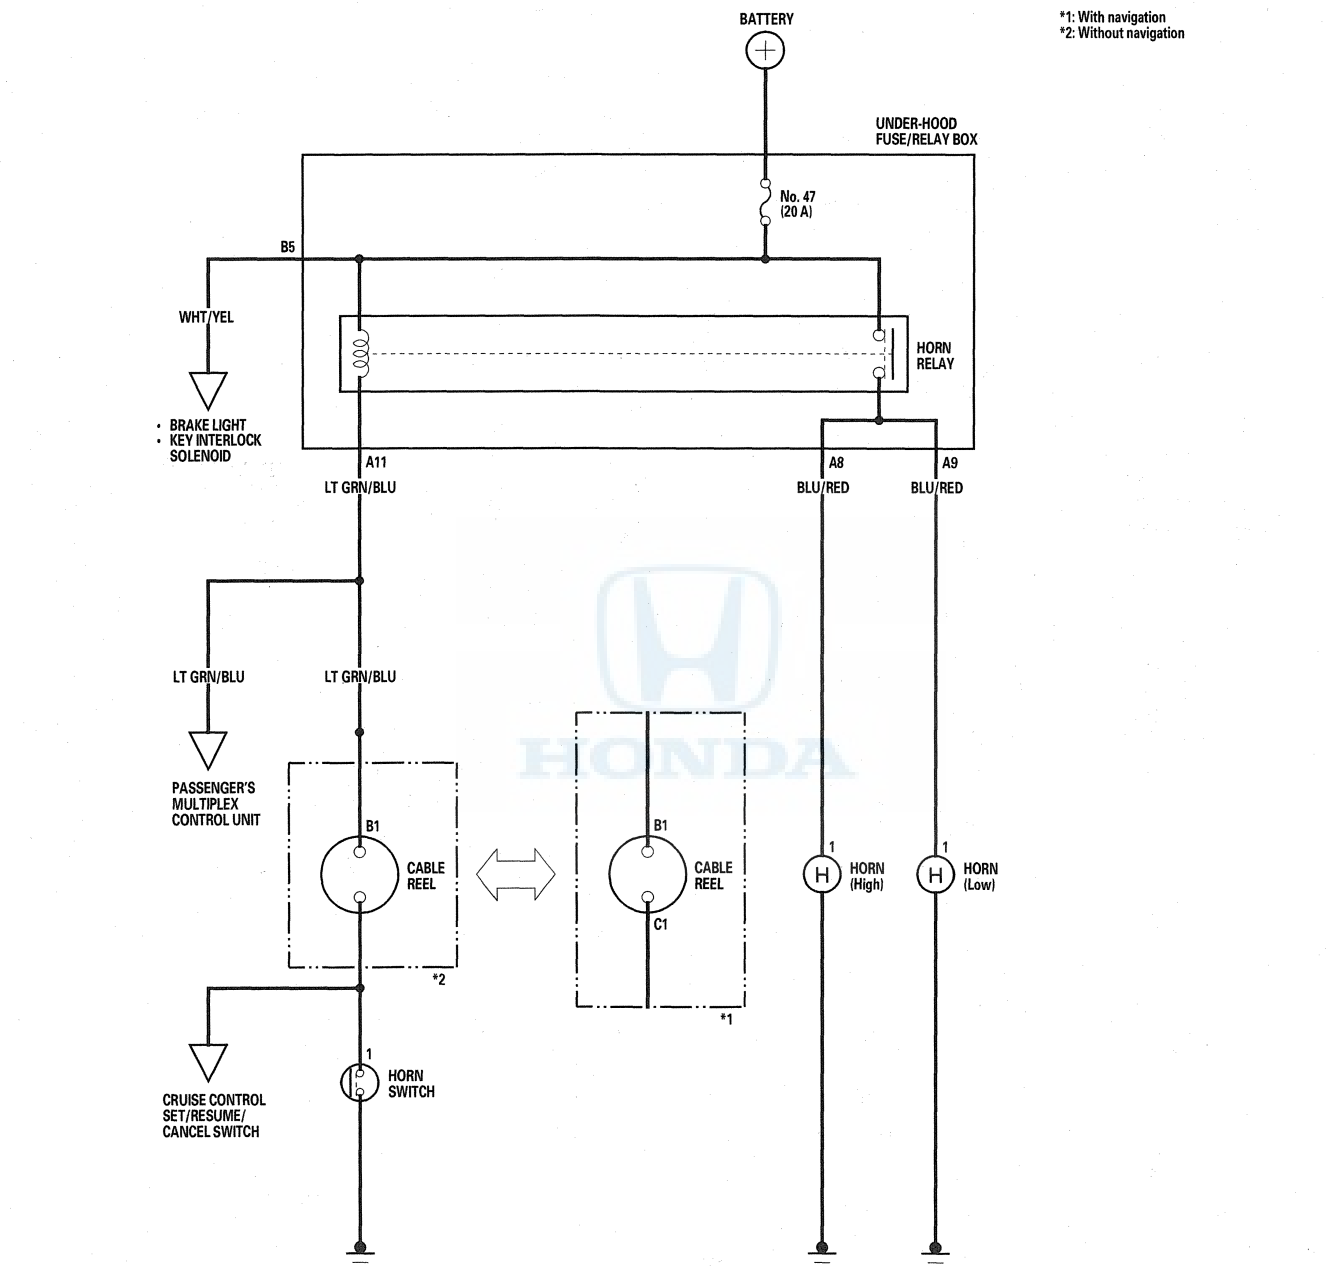 BATTERY
*1: With navigation
*2: Without navigation
UNDER-HOOD
FUSE/RELAY BOX
No. 47
(20 A)
B5
WHT/YEL
HORN
RELAY
• BRAKE LIGHT
• KEY INTERLOCK
SOLENOID
A11
A8
A9
LT GRN/BLU
BLU/RED
BLU/RED
LT GRN/BLU
LT GRN/BLU
HONDA
PASSENGER'S
MULTIPLEX
CONTROL UNIT
B1
CABLE
REEL
B1
CABLE
REEL
C1
1
H
HORN
(High)
1
H
HORN
(Low)
*2
*1
1
HORN
SWITCH
CRUISE CONTROL
SET/RESUME/
CANCEL SWITCH